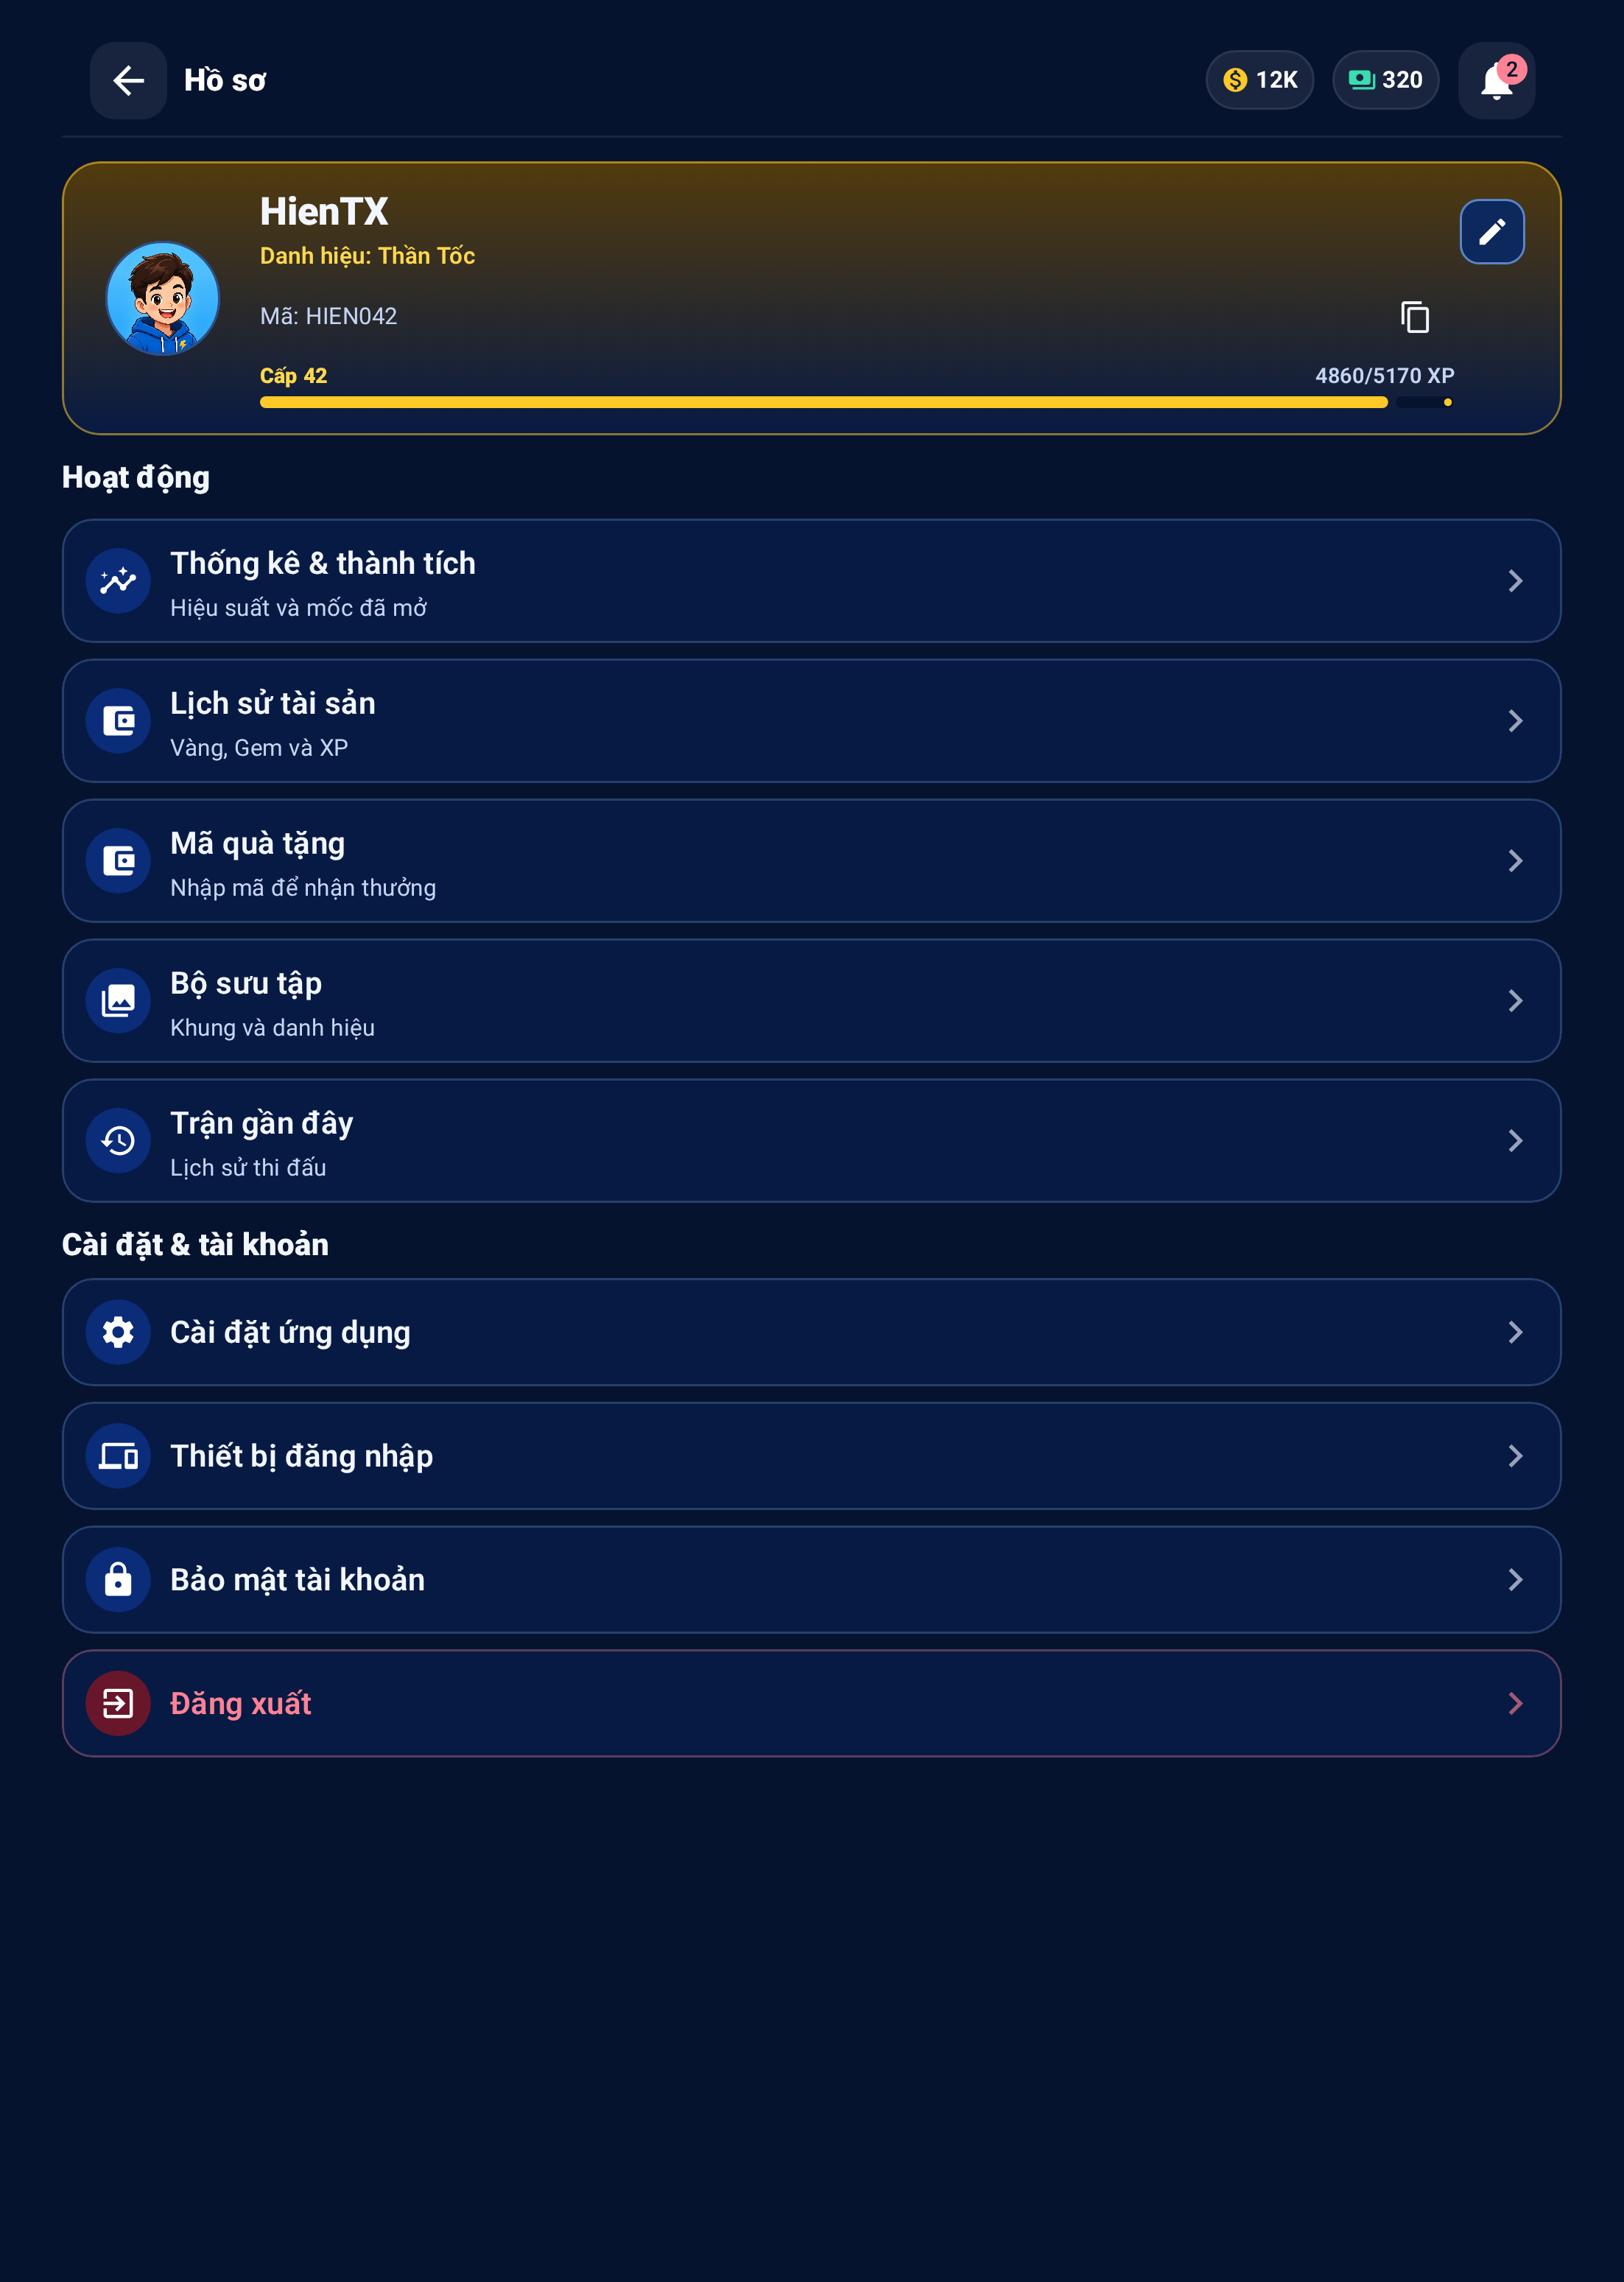 Hồ sơ
12K
320
2
HienTX
Danh hiệu: Thần Tốc
Mã: HIEN042
Cấp 42
4860/5170 XP
Hoạt động
Thống kê & thành tích
Hiệu suất và mốc đã mở
Lịch sử tài sản
Vàng, Gem và XP
Mã quà tặng
Nhập mã để nhận thưởng
Bộ sưu tập
Khung và danh hiệu
Trận gần đây
Lịch sử thi đấu
Cài đặt & tài khoản
Cài đặt ứng dụng
Thiết bị đăng nhập
Bảo mật tài khoản
Đăng xuất